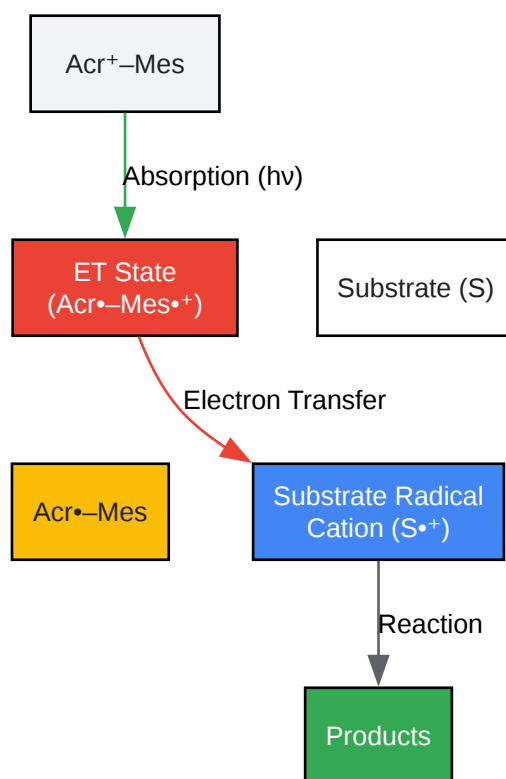 Acr⁺–Mes
Absorption (hν)
ET State
(Acr•–Mes•⁺)
Substrate (S)
Electron Transfer
Acr•–Mes
Substrate Radical
Cation (S•⁺)
Reaction
Products